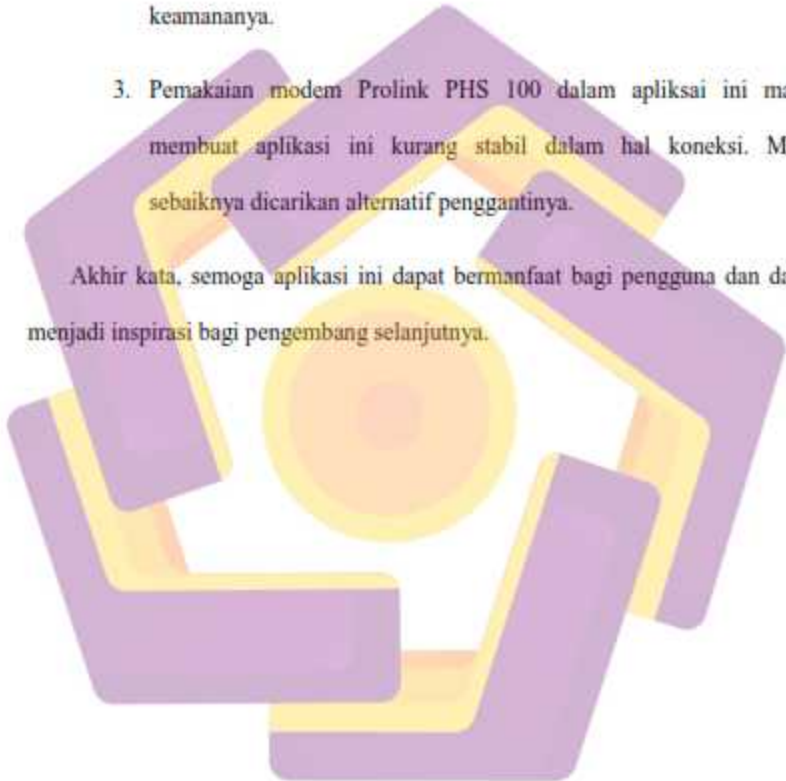 keamananya.
3. Pemakaian modem Prolink PHS 100 dalam apliksai ini ma
membuat aplikasi ini kurang stabil dalam hal koneksi. M
sebaiknya dicarikan alternatif penggantinya.
Akhir kata, semoga aplikasi ini dapat bermanfaat bagi pengguna dan da
menjadi inspirasi bagi pengembang selanjutnya.